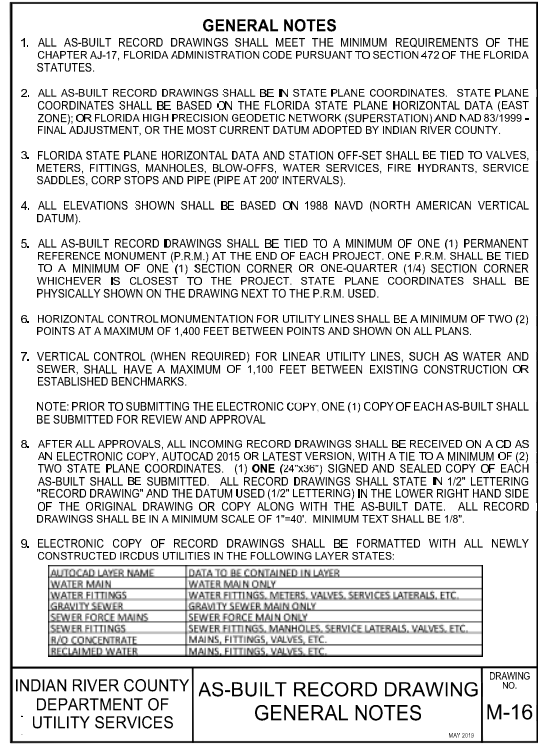 GENERAL NOTES
1. ALL AS-BUILT RECORD DRAWINGS SHALL MEET THE MINIMUM REQUIREMENTS OF THE
CHAPTER AJ-17, FLORIDA ADMINISTRATION CODE PURSUANT TO SECTION 472 OF THE FLORIDA
STATUTES.
2. ALL AS-BUILT RECORD DRAWINGS SHALL BE IN STATE PLANE COORDINATES. STATE PLANE
COORDINATES SHALL BE BASED ON THE FLORIDA STATE PLANE HORIZONTAL DATA (EAST
ZONE); OR FLORIDA HIGH PRECISION GEODETIC NETWORK (SUPERSTATION) AND NAD 83/1999 -
FINAL ADJUSTMENT, OR THE MOST CURRENT DATUM ADOPTED BY INDIAN RIVER COUNTY.
3. FLORIDA STATE PLANE HORIZONTAL DATA AND STATION OFF-SET SHALL BE TIED TO VALVES,
METERS, FITTINGS, MANHOLES, BLOW-OFFS, WATER SERVICES, FIRE HYDRANTS, SERVICE
SADDLES, CORP STOPS AND PIPE (PIPE AT 200' INTERVALS).
4. ALL ELEVATIONS SHOWN SHALL BE BASED ON 1988 NAVD (NORTH AMERICAN VERTICAL
DATUM).
5. ALL AS-BUILT RECORD DRAWINGS SHALL BE TIED TO A MINIMUM OF ONE (1) PERMANENT
REFERENCE MONUMENT (P.R.M.) AT THE END OF EACH PROJECT. ONE P.R.M. SHALL BE TIED
TO A MINIMUM OF ONE (1) SECTION CORNER OR ONE-QUARTER (1/4) SECTION CORNER
WHICHEVER IS CLOSEST TO THE PROJECT. STATE PLANE COORDINATES SHALL BE
PHYSICALLY SHOWN ON THE DRAWING NEXT TO THE P.R.M. USED.
6. HORIZONTAL CONTROL MONUMENTATION FOR UTILITY LINES SHALL BE A MINIMUM OF TWO (2)
POINTS AT A MAXIMUM OF 1,400 FEET BETWEEN POINTS AND SHOWN ON ALL PLANS.
7. VERTICAL CONTROL (WHEN REQUIRED) FOR LINEAR UTILITY LINES, SUCH AS WATER AND
SEWER, SHALL HAVE A MAXIMUM OF 1,100 FEET BETWEEN EXISTING CONSTRUCTION OR
ESTABLISHED BENCHMARKS.
NOTE: PRIOR TO SUBMITTING THE ELECTRONIC COPY, ONE (1) COPY OF EACH AS-BUILT SHALL
BE SUBMITTED FOR REVIEW AND APPROVAL
8. AFTER ALL APPROVALS, ALL INCOMING RECORD DRAWINGS SHALL BE RECEIVED ON A CD AS
AN ELECTRONIC COPY, AUTOCAD 2015 OR LATEST VERSION, WITH A TIE TO A MINIMUM OF (2)
TWO STATE PLANE COORDINATES. (1) ONE (24"x36") SIGNED AND SEALED COPY OF EACH
AS-BUILT SHALL BE SUBMITTED. ALL RECORD DRAWINGS SHALL STATE IN 1/2" LETTERING
"RECORD DRAWING" AND THE DATUM USED (1/2" LETTERING) IN THE LOWER RIGHT HAND SIDE
OF THE ORIGINAL DRAWING OR COPY ALONG WITH THE AS-BUILT DATE. ALL RECORD
DRAWINGS SHALL BE IN A MINIMUM SCALE OF 1"=40'. MINIMUM TEXT SHALL BE 1/8".
9. ELECTRONIC COPY OF RECORD DRAWINGS SHALL BE FORMATTED WITH ALL NEWLY
CONSTRUCTED IRCDUS UTILITIES IN THE FOLLOWING LAYER STATES:
AUTOCAD LAYER NAME DATA TO BE CONTAINED IN LAYER
WATER MAIN WATER MAIN ONLY
WATER FITTINGS WATER FITTINGS, METERS, VALVES, SERVICES LATERALS, ETC.
GRAVITY SEWER GRAVITY SEWER MAIN ONLY
SEWER FORCE MAINS SEWER FORCE MAIN ONLY
SEWER FITTINGS SEWER FITTINGS, MANHOLES, SERVICE LATERALS, VALVES, ETC.
R/O CONCENTRATE MAINS, FITTINGS, VALVES, ETC.
RECLAIMED WATER MAINS, FITTINGS, VALVES, ETC.
INDIAN RIVER COUNTY
DEPARTMENT OF
UTILITY SERVICES
AS-BUILT RECORD DRAWING
GENERAL NOTES
MAY 2019
DRAWING
NO.
M-16